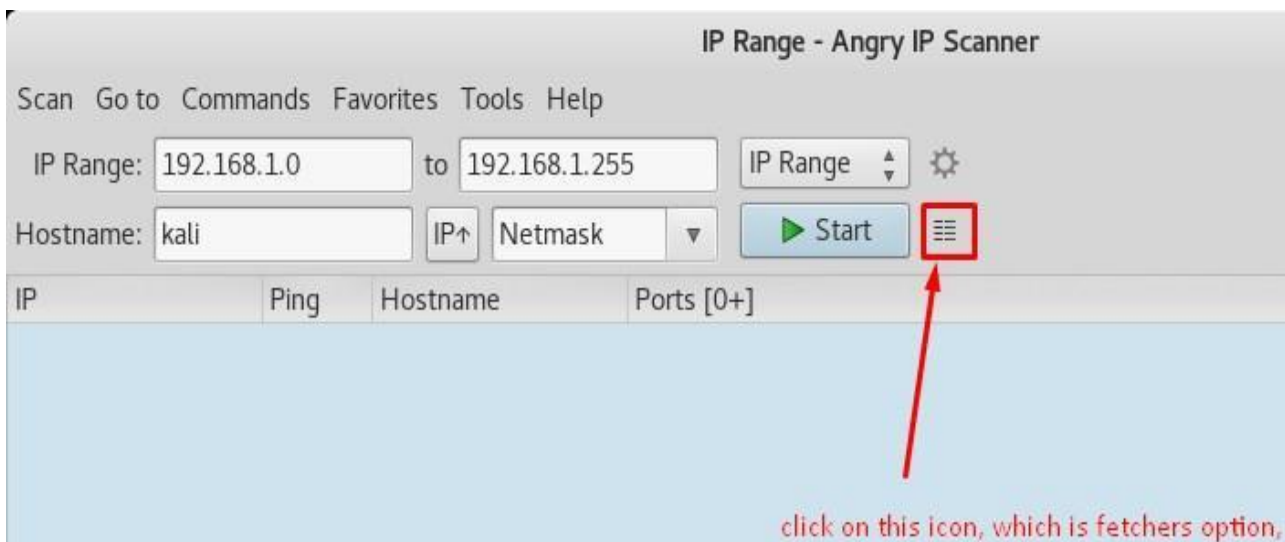 IP Range - Angry IP Scanner
Scan Go to Commands Favorites Tools Help
IP Range: 192.168.1.0 to 192.168.1.255 IP Range
Hostname: kali IP↑ Netmask Start
IP Ping Hostname Ports [0+]
click on this icon, which is fetchers option,